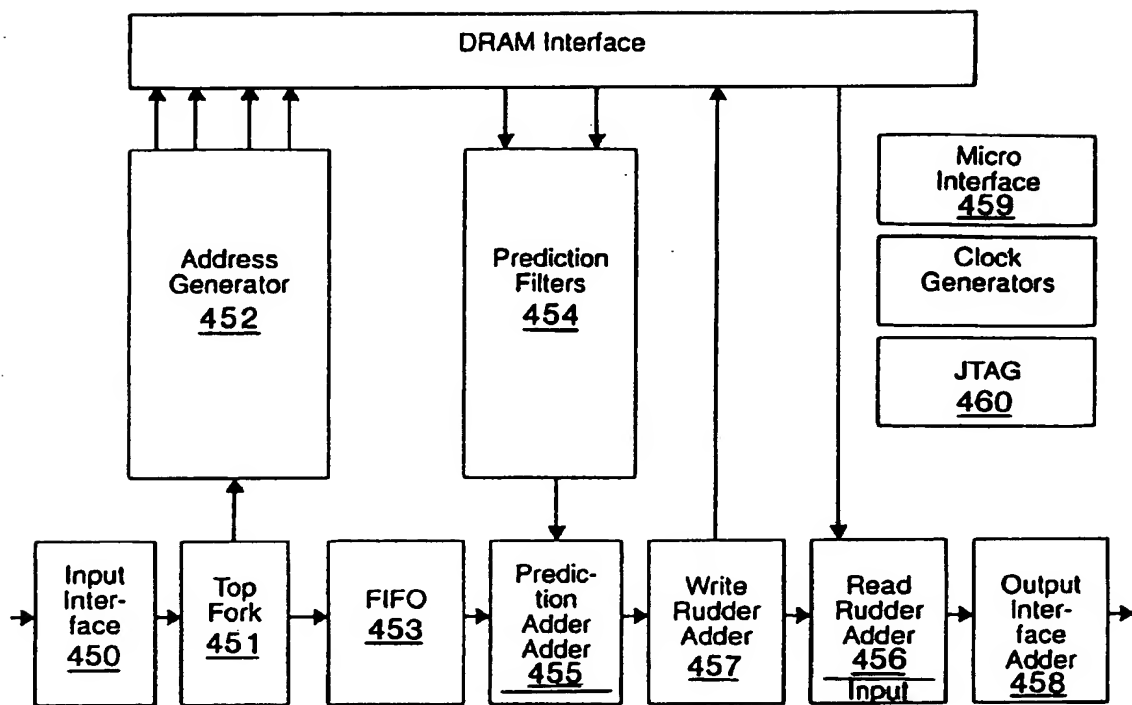 DRAM Interface
Micro
Interface
459
Clock
Generators
JTAG
460
Address
Generator
452
Prediction
Filters
454
Input
Inter-
face
450
Top
Fork
451
FIFO
453
Predic-
tion
Adder
Adder
455
Write
Rudder
Adder
457
Read
Rudder
Adder
456
Input
Output
Inter-
face
Adder
458